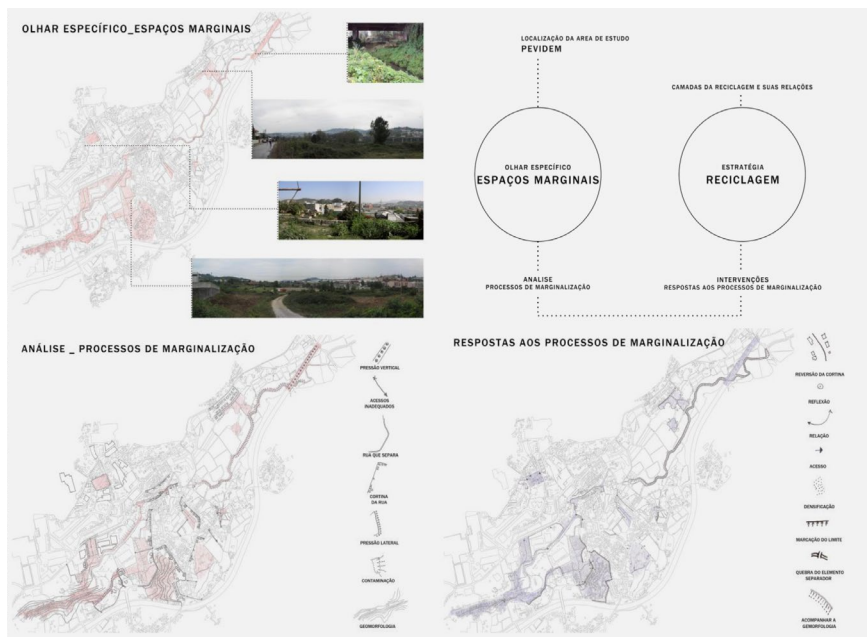 OLHAR ESPECÍFICO_ESPAÇOS MARGINAIS
LOCALIZAÇÃO DA AREA DE ESTUDO
PEVIDEM
CAMADAS DA RECICLAGEM E SUAS RELAÇÕES
OLHAR ESPECÍFICO
ESPAÇOS MARGINAIS
ESTRATÉGIA
RECICLAGEM
ANALISE
PROCESSOS DE MARGINALIZAÇÃO
INTERVENÇÕES
RESPOSTAS AOS PROCESSOS DE MARGINALIZAÇÃO
ANÁLISE _ PROCESSOS DE MARGINALIZAÇÃO
PRESSÃO VERTICAL
ACESSOS
INADEQUADOS
RUA QUE SEPARA
CORTINA
DA RUA
PRESSÃO LATERAL
CONTAMINAÇÃO
GEOMORFOLOGIA
RESPOSTAS AOS PROCESSOS DE MARGINALIZAÇÃO
REVERSÃO DA CORTINA
REFLEXÃO
RELAÇÃO
ACESSO
DENSIFICAÇÃO
MARCAÇÃO DO LIMITE
QUEBRA DO ELEMENTO
SEPARADOR
ACOMPANHAR A
GEMORFOLOGIA